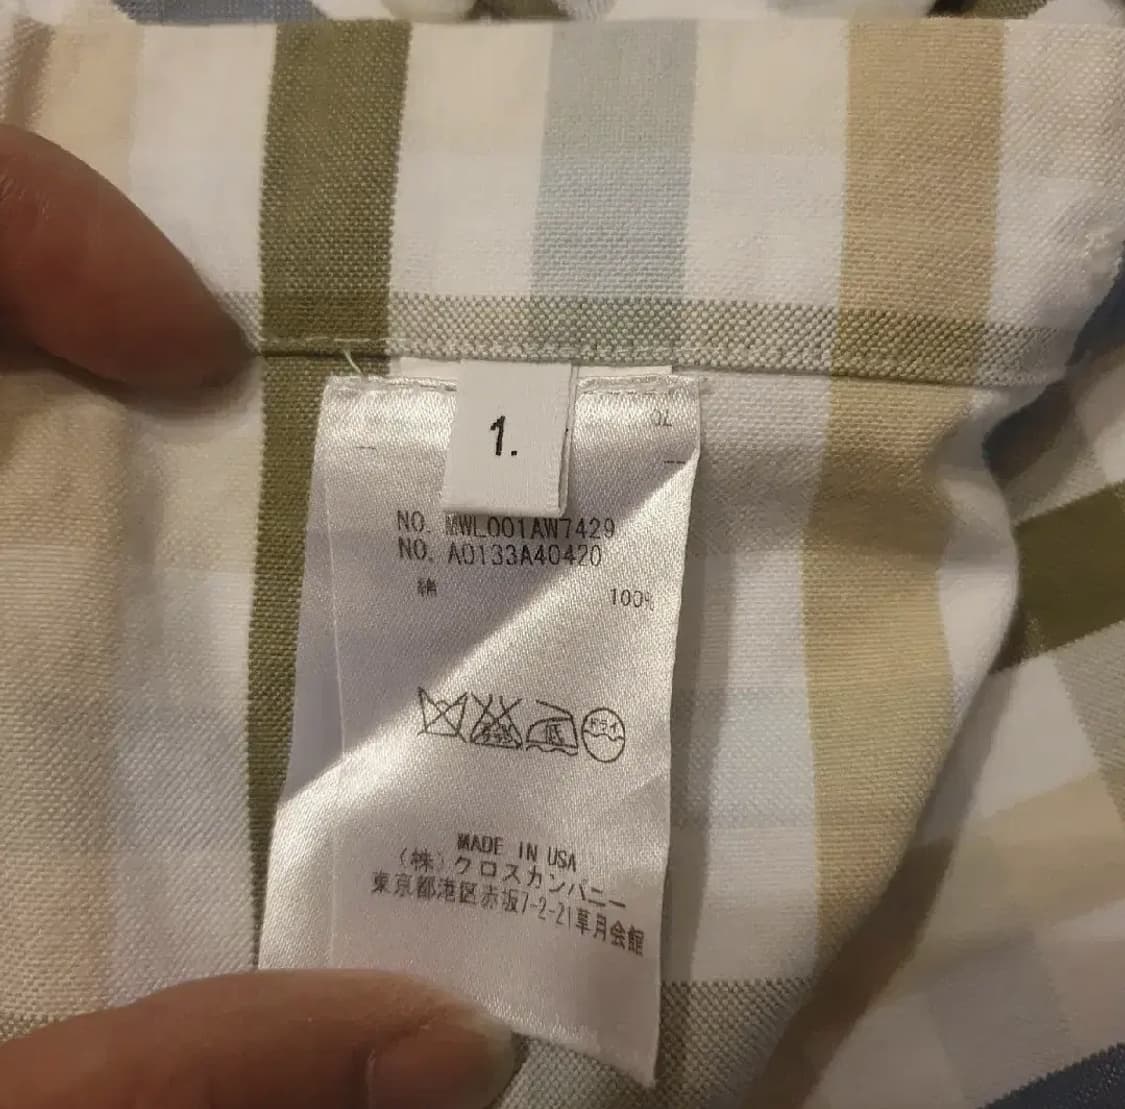 1.
NO. MWL001AW7429
NO. A0133A40420
綿 100%
ドライ
MADE IN USA
(株)クロスカンパニー
東京都港区赤坂7-2-21草月会館